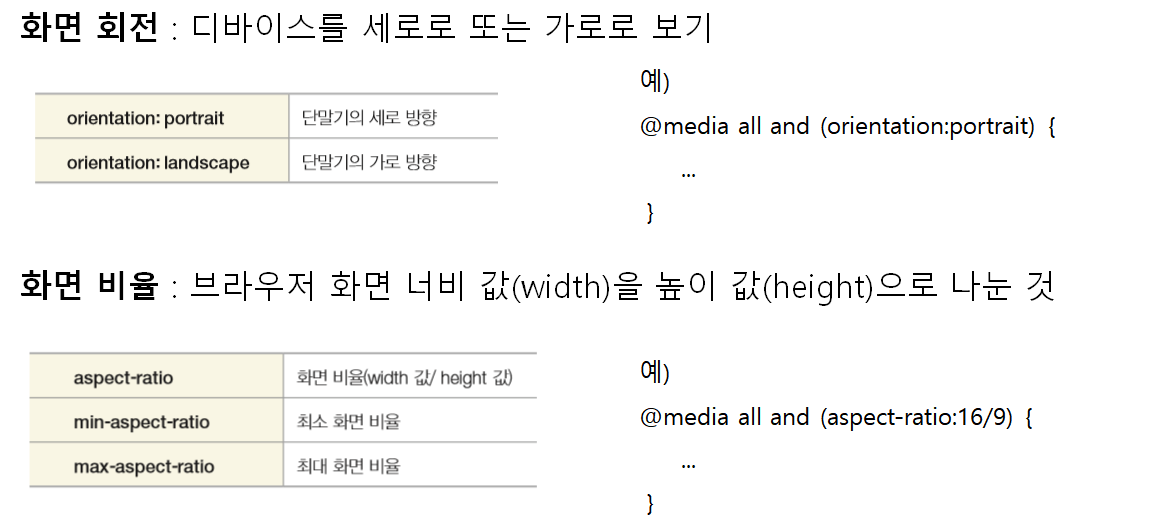 화면 회전 : 디바이스를 세로로 또는 가로로 보기
orientation: portrait 단말기의 세로 방향
orientation: landscape 단말기의 가로 방향
예)
@media all and (orientation:portrait) {
...
}
화면 비율 : 브라우저 화면 너비 값(width)을 높이 값(height)으로 나눈 것
aspect-ratio 화면 비율(width 값/ height 값)
min-aspect-ratio 최소 화면 비율
max-aspect-ratio 최대 화면 비율
예)
@media all and (aspect-ratio:16/9) {
...
}